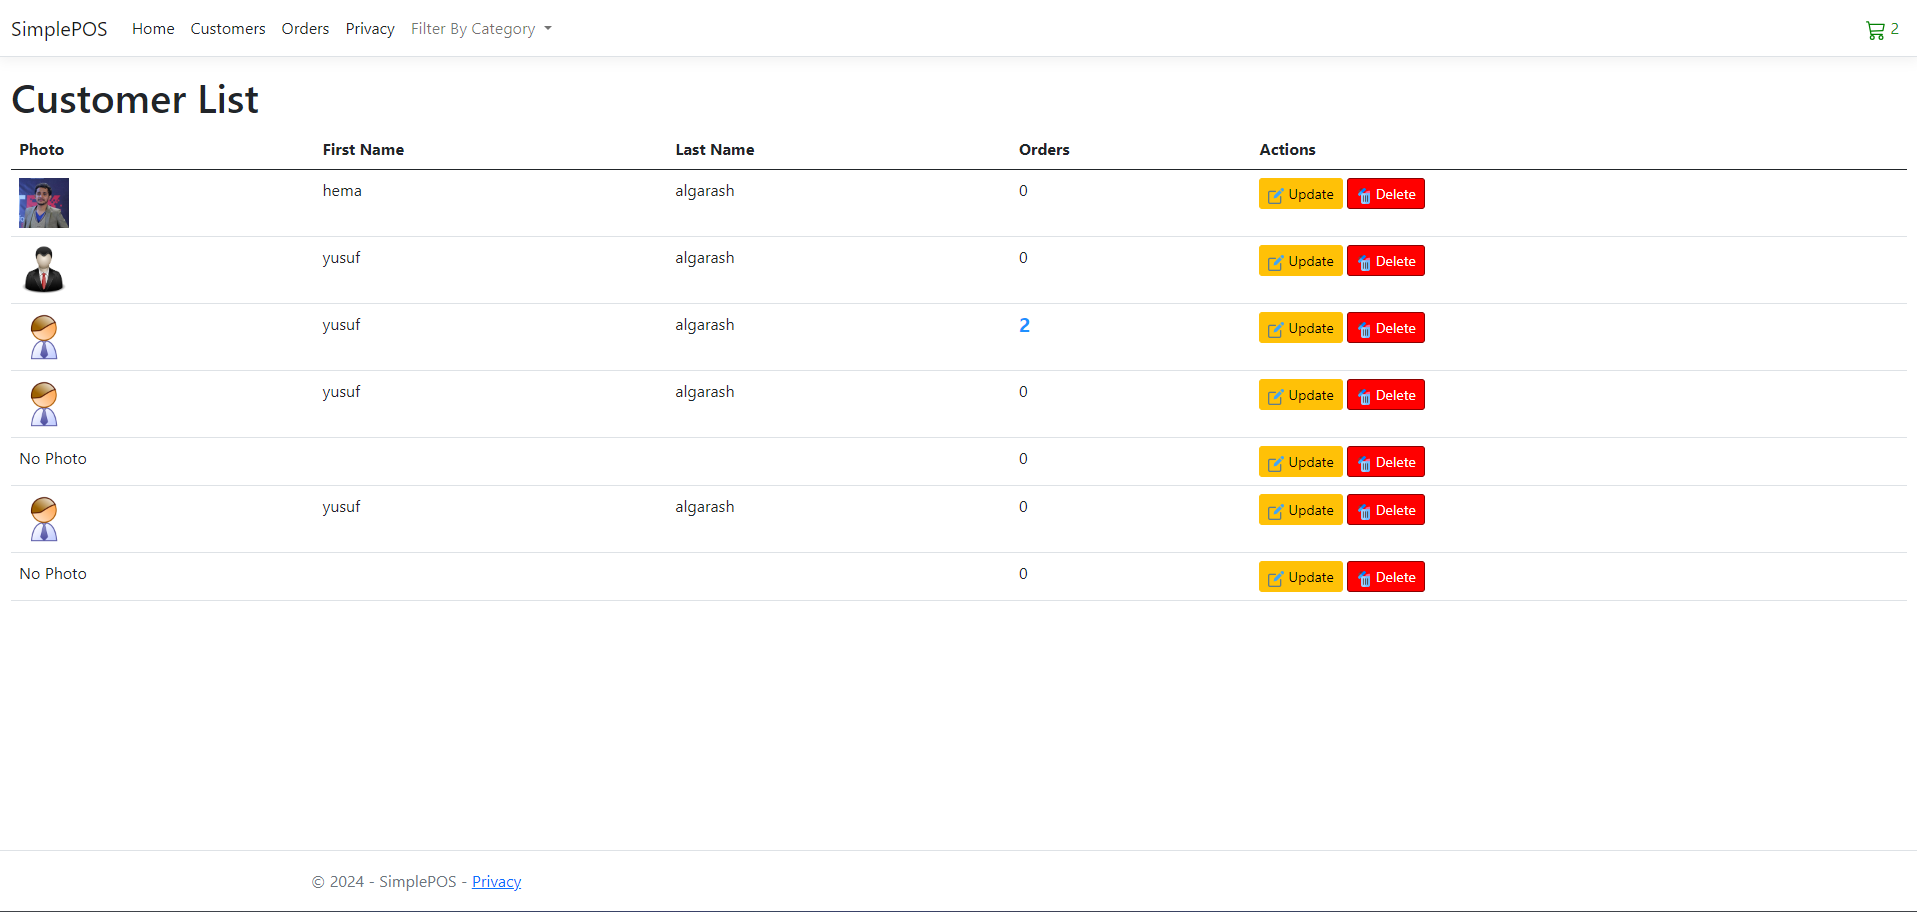 SimplePOS Home Customers Orders Privacy Filter By Category 2
Customer List
Photo First Name Last Name Orders Actions
hema algarash 0 Update Delete
yusuf algarash 0 Update Delete
yusuf algarash 2 Update Delete
yusuf algarash 0 Update Delete
No Photo 0 Update Delete
yusuf algarash 0 Update Delete
No Photo 0 Update Delete
© 2024 - SimplePOS - Privacy